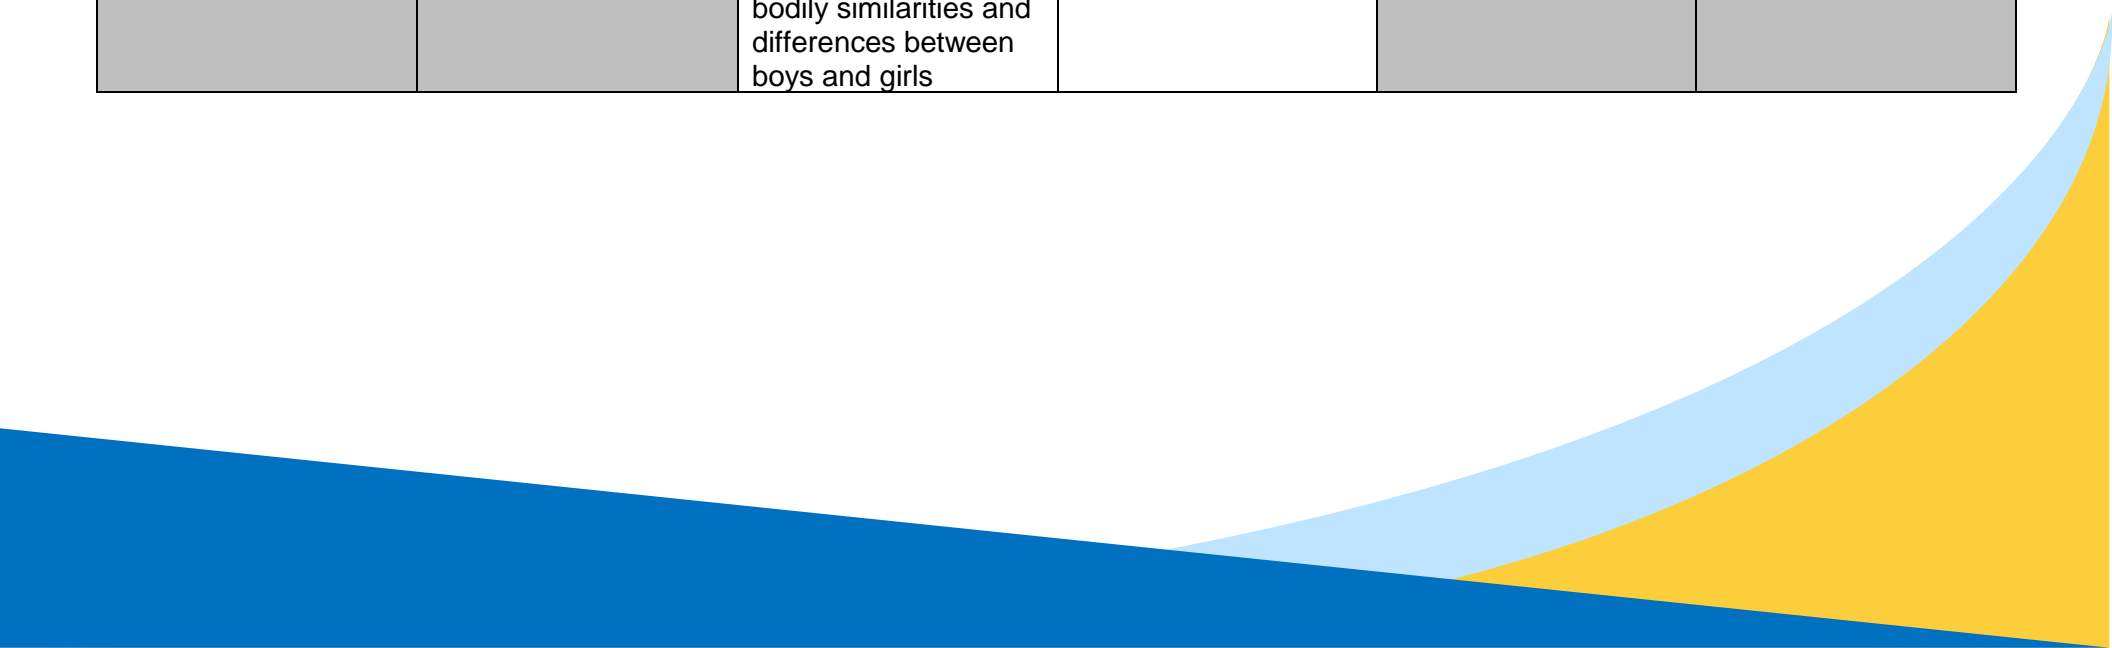 bodily similarities and
differences between
boys and girls